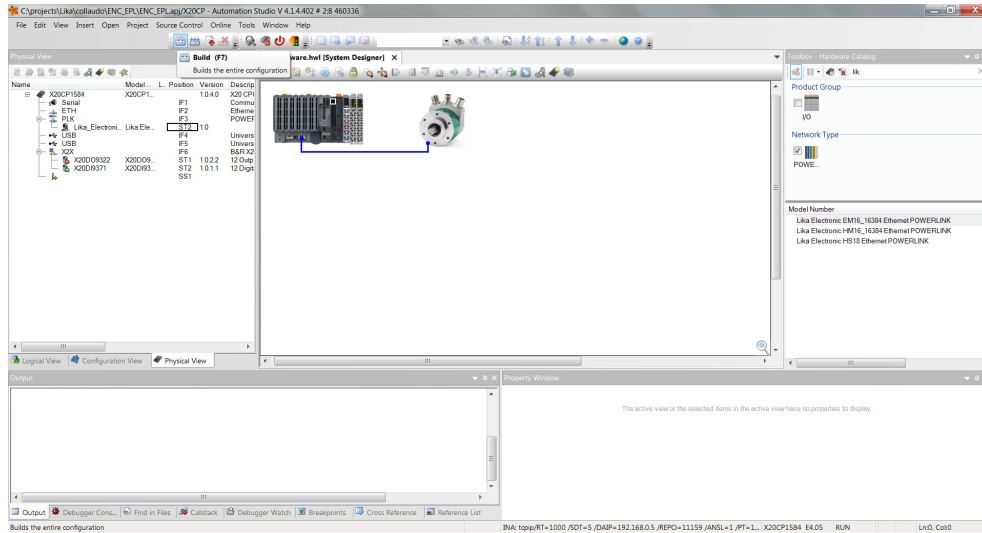 C:\projects\Lika\collaudo\ENC_EPL\ENC_EPL.apj/X20CP - Automation Studio V 4.1.4.402 # 2:8 460336
File Edit View Insert Open Project Source Control Online Tools Window Help
Physical View
Build (F7)
Builds the entire configuration
ware.hwl [System Designer] X
Toolbox - Hardware Catalog
lik
Name Model ... L.. Position Version Descrip
X20CP1584 X20CP1... 1.0.4.0 X20 CPI
Serial IF1 Commu
ETH IF2 Etherne
PLK IF3 POWEF
Lika_Electroni... Lika Ele... ST2 1.0
USB IF4 Univers
USB IF5 Univers
X2X IF6 B&R X2
X20DO9322 X20DO9... ST1 1.0.2.2 12 Outp
X20DI9371 X20DI93... ST2 1.0.1.1 12 Digit
SS1
Product Group
I/O
Network Type
POWE...
Model Number
Lika Electronic EM16_16384 Ethernet POWERLINK
Lika Electronic HM16_16384 Ethernet POWERLINK
Lika Electronic HS18 Ethernet POWERLINK
Logical View Configuration View Physical View
Output
Property Window
The active view or the selected items in the active view have no properties to display.
Output Debugger Cons... Find in Files Callstack Debugger Watch Breakpoints Cross Reference Reference List
Builds the entire configuration
INA: tcpip/RT=1000 /SDT=5 /DAIP=192.168.0.5 /REPO=11159 /ANSL=1 /PT=1... X20CP1584 E4.05 RUN Ln:0, Col:0